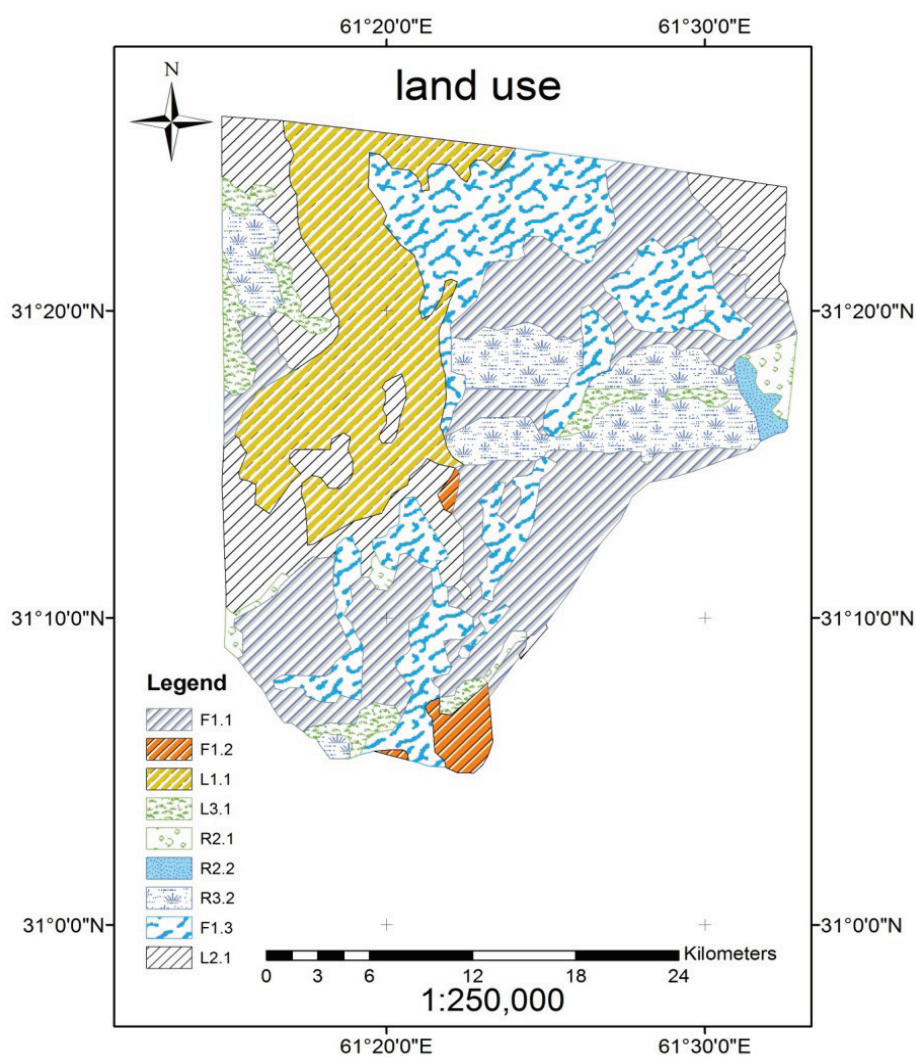 61°20'0"E 61°30'0"E
N
land use
31°20'0"N 31°20'0"N
31°10'0"N 31°10'0"N
Legend
F1.1
F1.2
L1.1
L3.1
R2.1
R2.2
R3.2
F1.3
L2.1
31°0'0"N 31°0'0"N
Kilometers
0 3 6 12 18 24
1:250,000
61°20'0"E 61°30'0"E